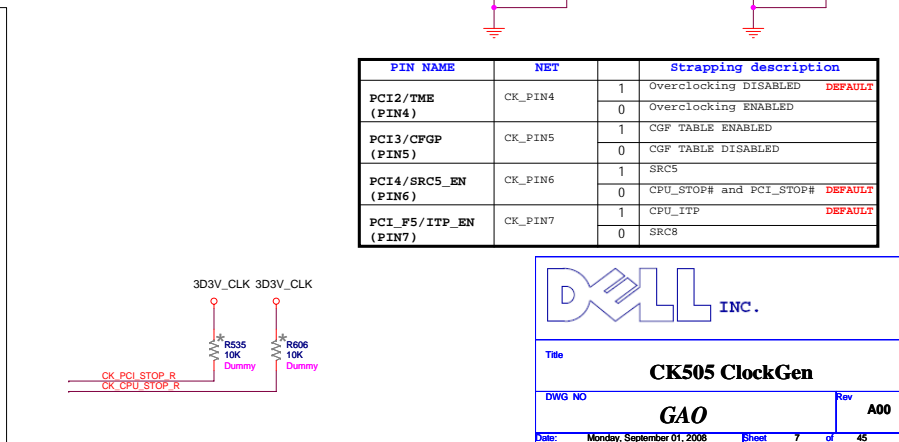 PIN NAME NET Strapping description
PCI2/TME (PIN4) CK_PIN4 1 Overclocking DISABLED DEFAULT
0 Overclocking ENABLED
PCI3/CFGP (PIN5) CK_PIN5 1 CGF TABLE ENABLED
0 CGF TABLE DISABLED
PCI4/SRC5_EN (PIN6) CK_PIN6 1 SRC5
0 CPU_STOP# and PCI_STOP# DEFAULT
PCI_F5/ITP_EN (PIN7) CK_PIN7 1 CPU_ITP DEFAULT
0 SRC8
3D3V_CLK 3D3V_CLK
* R535 10K Dummy
* R606 10K Dummy
CK_PCI_STOP_R
CK_CPU_STOP_R
DELL INC.
Title
CK505 ClockGen
DWG NO Rev
GAO A00
Date: Monday, September 01, 2008 Sheet 7 of 45